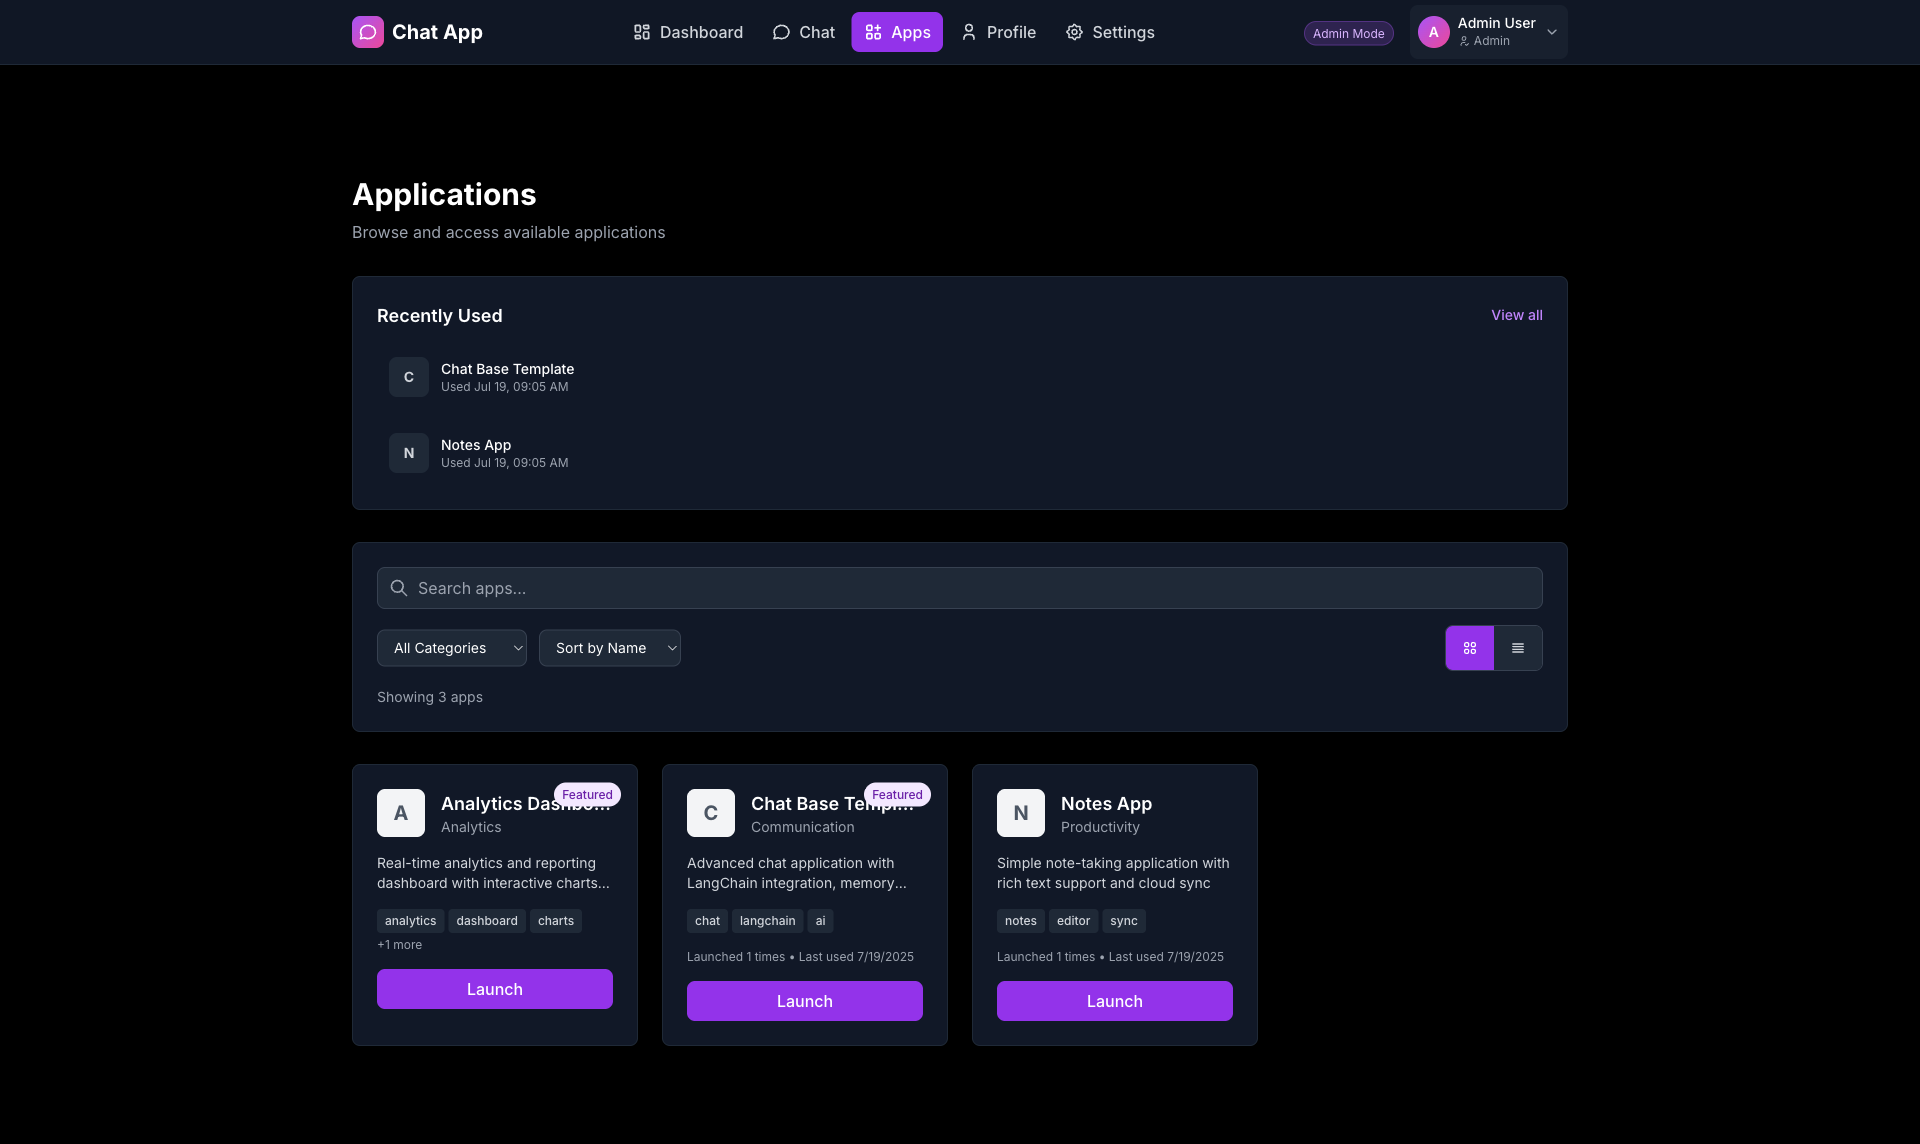 Chat App
Dashboard
Chat
Apps
Profile
Settings
Admin Mode
A
Admin User
Admin
Applications
Browse and access available applications
Recently Used
View all
C
Chat Base Template
Used Jul 19, 09:05 AM
N
Notes App
Used Jul 19, 09:05 AM
Search apps...
All Categories
Sort by Name
Showing 3 apps
A
Analytics Dashbo...
Featured
Analytics
Real-time analytics and reporting
dashboard with interactive charts...
analytics
dashboard
charts
+1 more
Launch
C
Chat Base Templ...
Featured
Communication
Advanced chat application with
LangChain integration, memory...
chat
langchain
ai
Launched 1 times • Last used 7/19/2025
Launch
N
Notes App
Productivity
Simple note-taking application with
rich text support and cloud sync
notes
editor
sync
Launched 1 times • Last used 7/19/2025
Launch